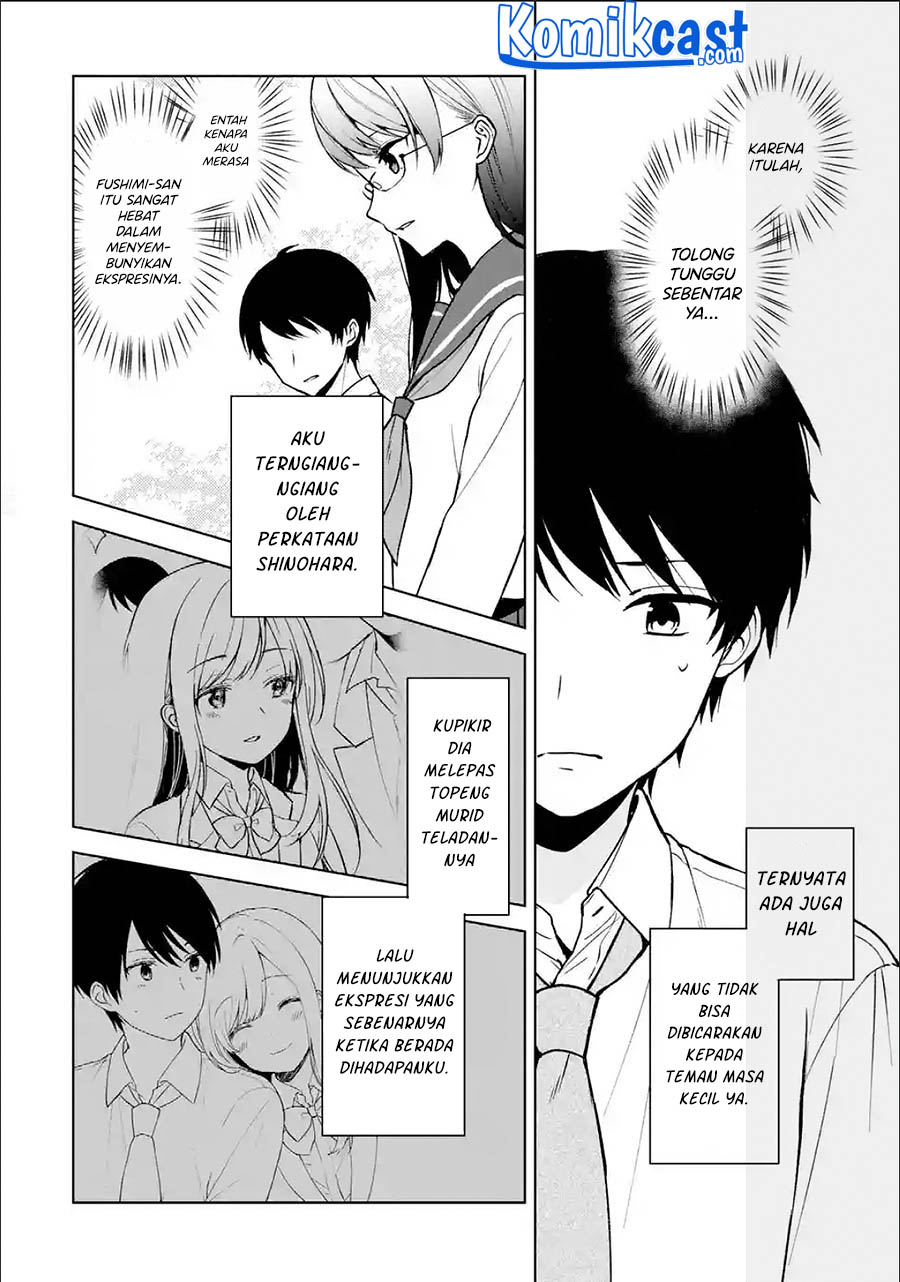 Komikcast
.com
KARENA
ITULAH,
TOLONG
TUNGGU
SEBENTAR
YA...
TERNYATA
ADA JUGA
HAL
YANG TIDAK
BISA
DIBICARAKAN
KEPADA
TEMAN MASA
KECIL YA.
ENTAH
KENAPA
AKU
MERASA
FUSHIMI-SAN
ITU SANGAT
HEBAT
DALAM
MENYEM-
BUNYIKAN
EKSPRESINYA.
AKU
TERNGIANG-
NGIANG
OLEH
PERKATAAN
SHINOHARA.
KUPIKIR
DIA
MELEPAS
TOPENG
MURID
TELADAN-
NYA
LALU
MENUNJUKKAN
EKSPRESI YANG
SEBENARNYA
KETIKA BERADA
DIHADAPANKU.